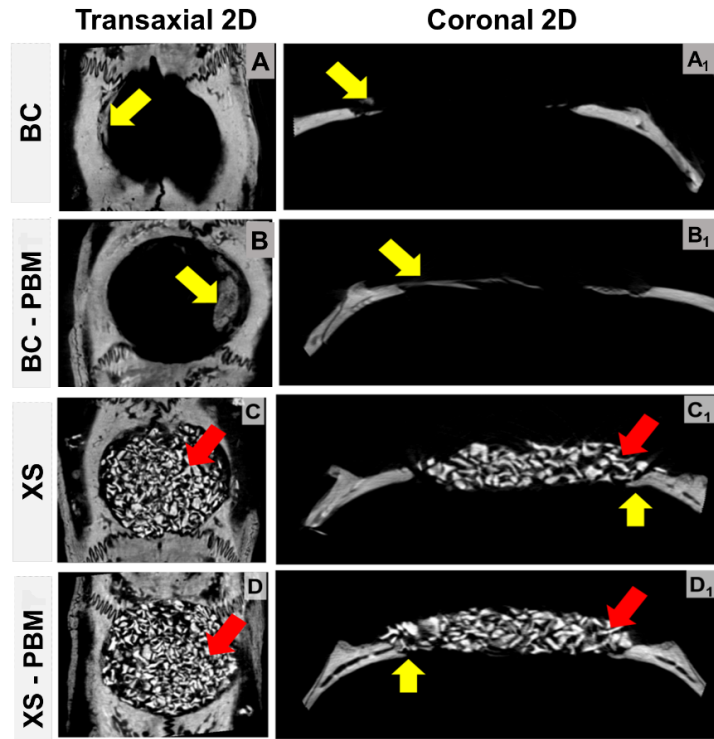 Transaxial 2D
Coronal 2D
BC
A
A₁
BC - PBM
B
B₁
XS
C
C₁
XS - PBM
D
D₁